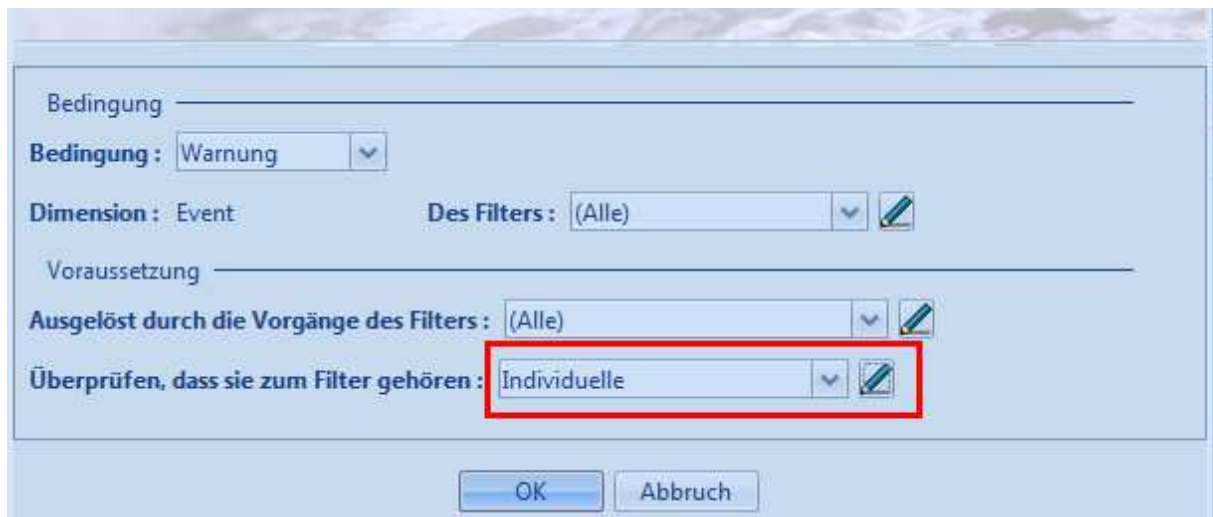 Bedingung
Bedingung : Warnung
Dimension : Event Des Filters : (Alle)
Voraussetzung
Ausgelöst durch die Vorgänge des Filters : (Alle)
Überprüfen, dass sie zum Filter gehören : Individuelle
OK Abbruch